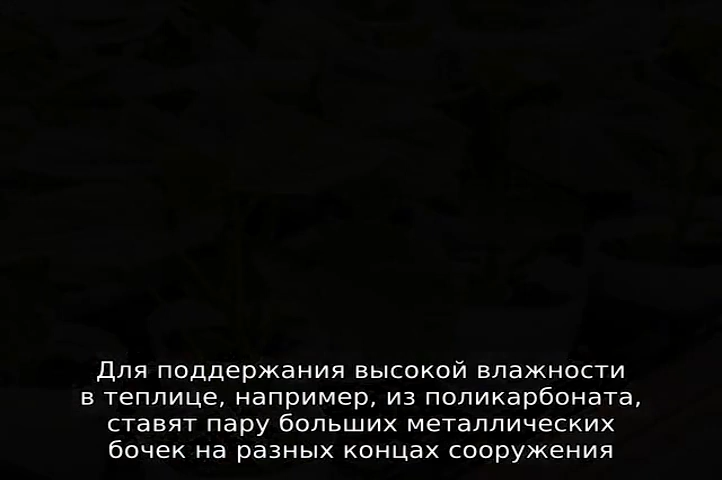 Для поддержания высокой влажности
в теплице, например, из поликарбоната,
ставят пару больших металлических
бочек на разных концах сооружения